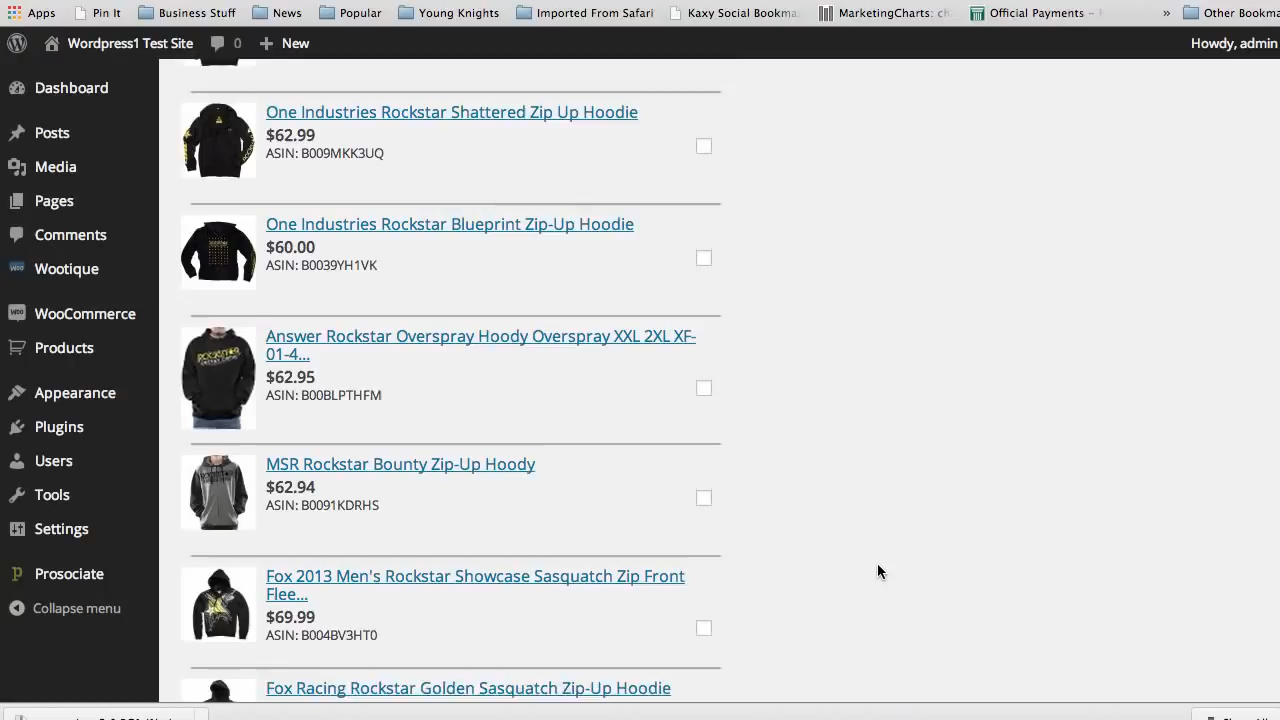 Apps Pin It Business Stuff News Popular Young Knights Imported From Safari Kaxy Social Bookma MarketingCharts: ch Official Payments – » Other Bookma
Wordpress1 Test Site 0 New Howdy, admin
Dashboard
Posts
Media
Pages
Comments
Wootique
WooCommerce
Products
Appearance
Plugins
Users
Tools
Settings
Prosociate
Collapse menu
One Industries Rockstar Shattered Zip Up Hoodie
$62.99
ASIN: B009MKK3UQ
One Industries Rockstar Blueprint Zip-Up Hoodie
$60.00
ASIN: B0039YH1VK
Answer Rockstar Overspray Hoody Overspray XXL 2XL XF-
01-4...
$62.95
ASIN: B00BLPTHFM
MSR Rockstar Bounty Zip-Up Hoody
$62.94
ASIN: B0091KDRHS
Fox 2013 Men's Rockstar Showcase Sasquatch Zip Front
Flee...
$69.99
ASIN: B004BV3HT0
Fox Racing Rockstar Golden Sasquatch Zip-Up Hoodie